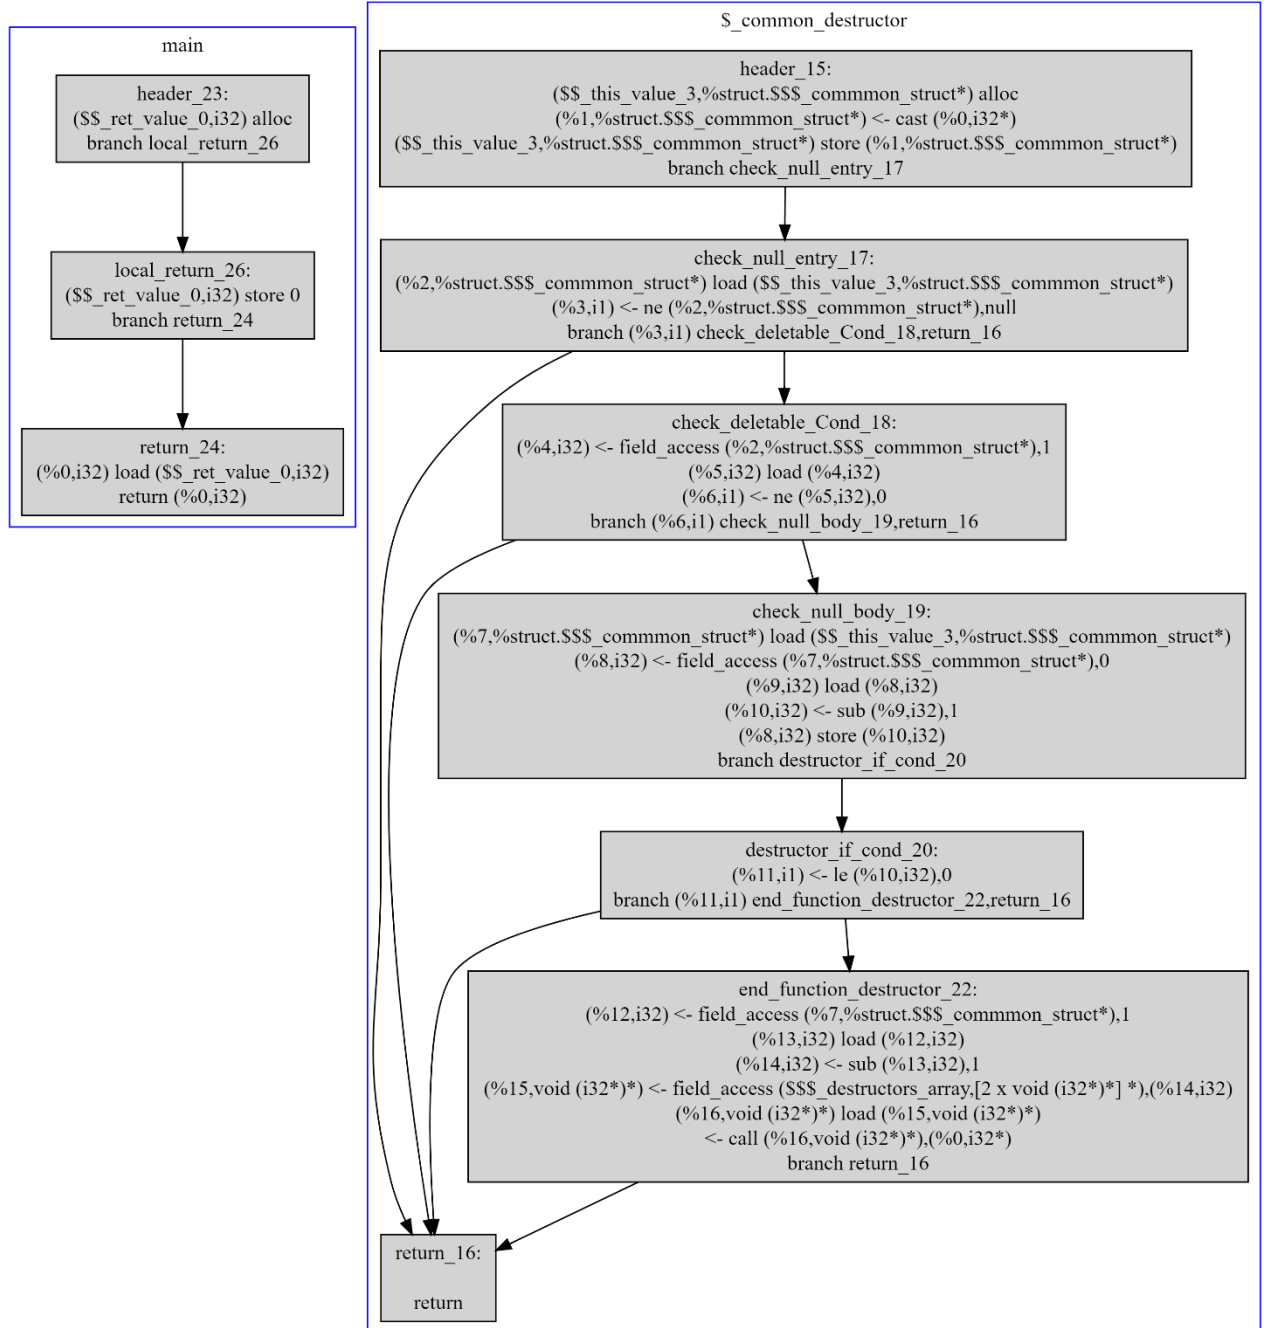 main
header_23:
($$_ret_value_0,i32) alloc
branch local_return_26
local_return_26:
($$_ret_value_0,i32) store 0
branch return_24
return_24:
(%0,i32) load ($$_ret_value_0,i32)
return (%0,i32)
$_common_destructor
header_15:
($$_this_value_3,%struct.$$$_commmon_struct*) alloc
(%1,%struct.$$$_commmon_struct*) <- cast (%0,i32*)
($$_this_value_3,%struct.$$$_commmon_struct*) store (%1,%struct.$$$_commmon_struct*)
branch check_null_entry_17
check_null_entry_17:
(%2,%struct.$$$_commmon_struct*) load ($$_this_value_3,%struct.$$$_commmon_struct*)
(%3,i1) <- ne (%2,%struct.$$$_commmon_struct*),null
branch (%3,i1) check_deletable_Cond_18,return_16
check_deletable_Cond_18:
(%4,i32) <- field_access (%2,%struct.$$$_commmon_struct*),1
(%5,i32) load (%4,i32)
(%6,i1) <- ne (%5,i32),0
branch (%6,i1) check_null_body_19,return_16
check_null_body_19:
(%7,%struct.$$$_commmon_struct*) load ($$_this_value_3,%struct.$$$_commmon_struct*)
(%8,i32) <- field_access (%7,%struct.$$$_commmon_struct*),0
(%9,i32) load (%8,i32)
(%10,i32) <- sub (%9,i32),1
(%8,i32) store (%10,i32)
branch destructor_if_cond_20
destructor_if_cond_20:
(%11,i1) <- le (%10,i32),0
branch (%11,i1) end_function_destructor_22,return_16
end_function_destructor_22:
(%12,i32) <- field_access (%7,%struct.$$$_commmon_struct*),1
(%13,i32) load (%12,i32)
(%14,i32) <- sub (%13,i32),1
(%15,void (i32*)*) <- field_access ($$$_destructors_array,[2 x void (i32*)*] *),(%14,i32)
(%16,void (i32*)*) load (%15,void (i32*)*)
<- call (%16,void (i32*)*),(%0,i32*)
branch return_16
return_16:
return